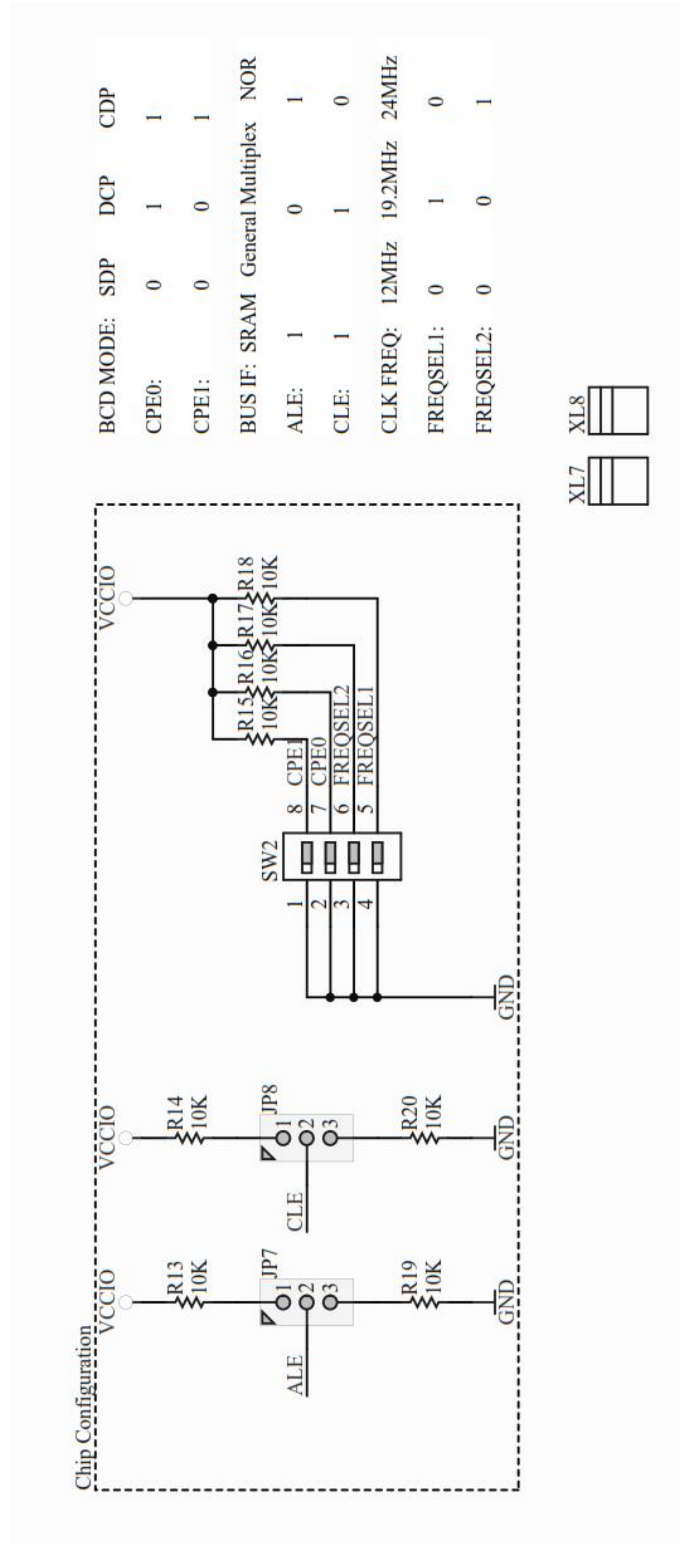 Chip Configuration
VCCIO
VCCIO
VCCIO
R13
10K
R14
10K
R15
10K
R16
10K
R17
10K
R18
10K
JP7
1
2
3
ALE
JP8
1
2
3
CLE
SW2
1
2
3
4
8
CPE1
7
CPE0
6
FREQSEL2
5
FREQSEL1
R19
10K
R20
10K
GND
GND
GND
BCD MODE: SDP DCP CDP
CPE0: 0 1 1
CPE1: 0 0 1
BUS IF: SRAM General Multiplex NOR
ALE: 1 0 1
CLE: 1 1 0
CLK FREQ: 12MHz 19.2MHz 24MHz
FREQSEL1: 0 1 0
FREQSEL2: 0 0 1
XL7
XL8